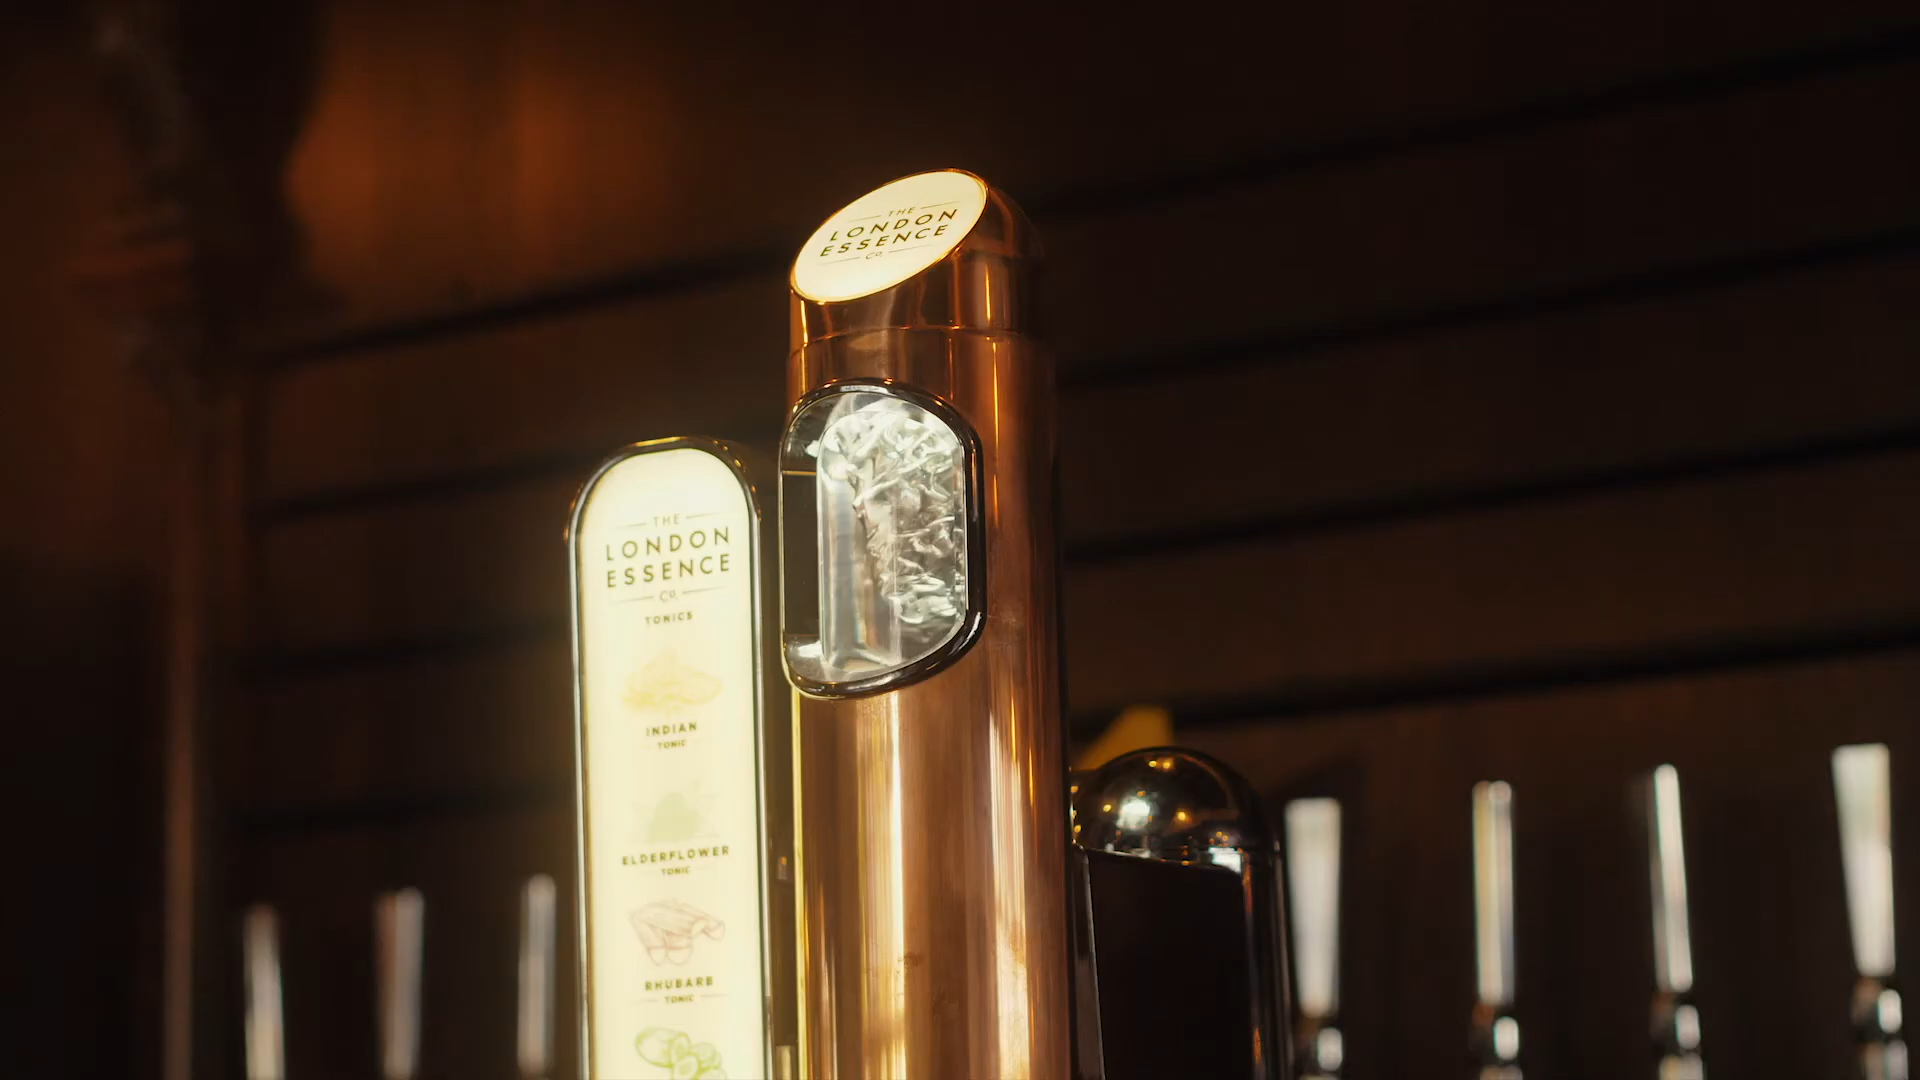 THE
LONDON
ESSENCE
Co.
THE
LONDON
ESSENCE
Co.
TONICS
INDIAN
TONIC
ELDERFLOWER
TONIC
RHUBARB
TONIC